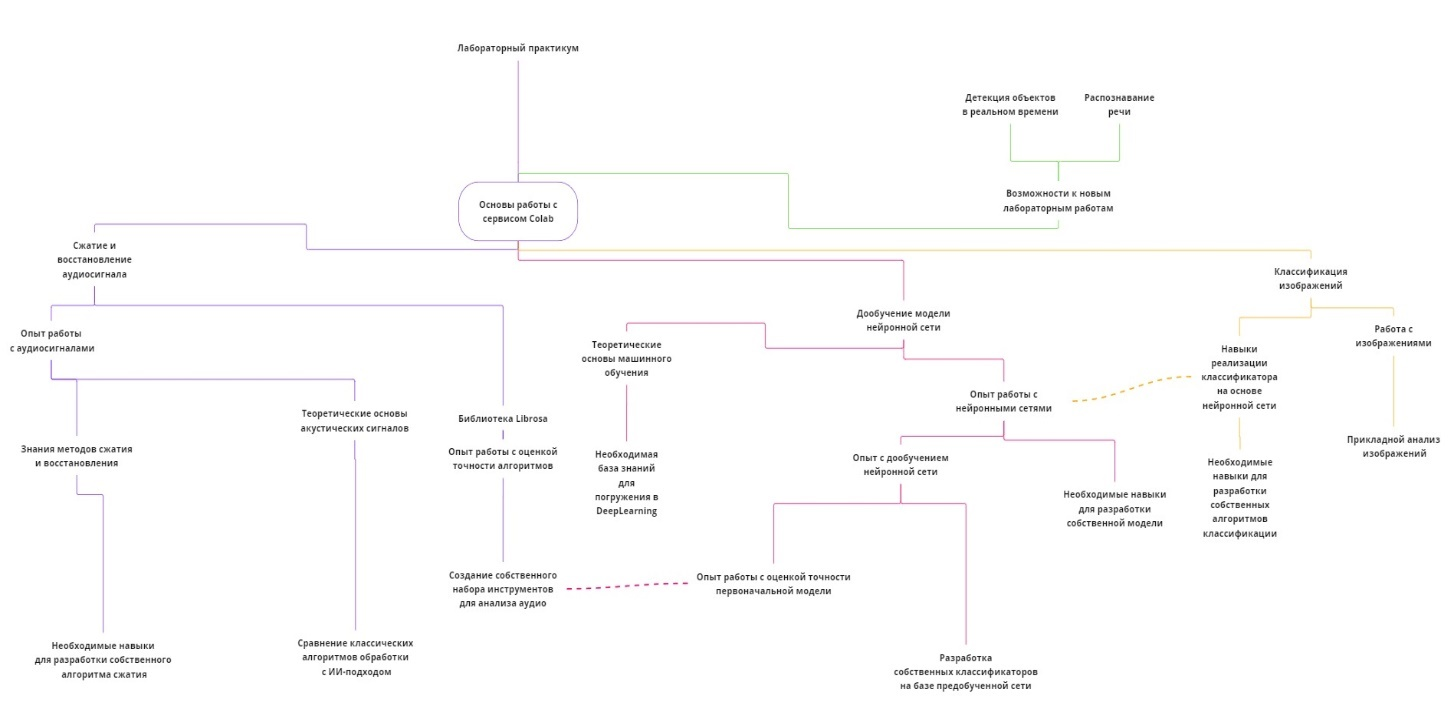 Лабораторный практикум
Детекция объектов
в реальном времени
Распознавание
речи
Возможности к новым
лабораторным работам
Основы работы с
сервисом Colab
Сжатие и
восстановление
аудиосигнала
Классификация
изображений
Дообучение модели
нейронной сети
Опыт работы
с аудиосигналами
Теоретические
основы машинного
обучения
Навыки
реализации
классификатора
на основе
нейронной сети
Работа с
изображениями
Опыт работы с
нейронными сетями
Теоретические основы
акустических сигналов
Библиотека Librosa
Опыт работы с оценкой
точности алгоритмов
Знания методов сжатия
и восстановления
Необходимая
база знаний
для
погружения в
DeepLearning
Опыт с дообучением
нейронной сети
Необходимые навыки
для разработки
собственной модели
Необходимые
навыки для
разработки
собственных
алгоритмов
классификации
Прикладной анализ
изображений
Создание собственного
набора инструментов
для анализа аудио
Опыт работы с оценкой точности
первоначальной модели
Необходимые навыки
для разработки собственного
алгоритма сжатия
Сравнение классических
алгоритмов обработки
с ИИ-подходом
Разработка
собственных классификаторов
на базе предобученной сети